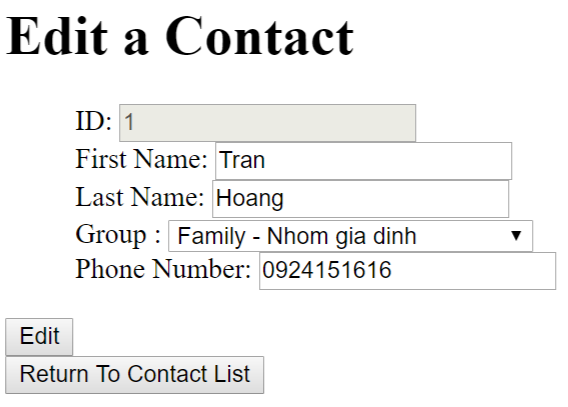 Edit a Contact
ID: 1
First Name: Tran
Last Name: Hoang
Group : Family - Nhom gia dinh
Phone Number: 0924151616
Edit
Return To Contact List